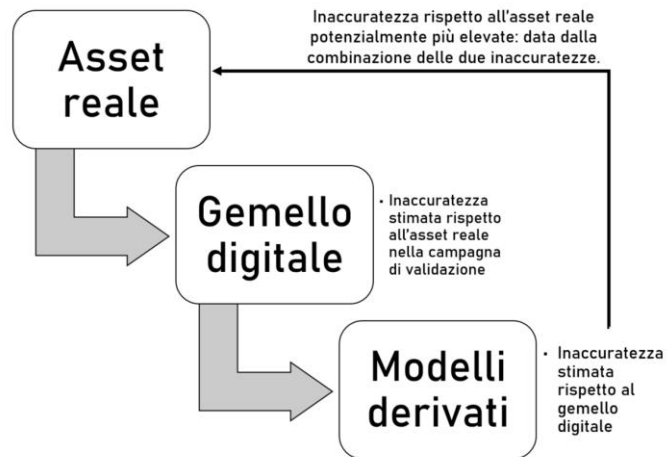 Inaccuratezza rispetto all'asset reale
potenzialmente più elevate: data dalla
combinazione delle due inaccuratezze.
Asset
reale
Gemello
digitale
• Inaccuratezza
stimata rispetto
all'asset reale
nella campagna
di validazione
Modelli
derivati
• Inaccuratezza
stimata
rispetto al
gemello
digitale